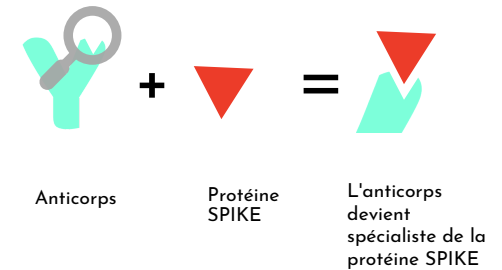 +
=
Anticorps
Protéine
SPIKE
L'anticorps
devient
spécialiste de la
protéine SPIKE